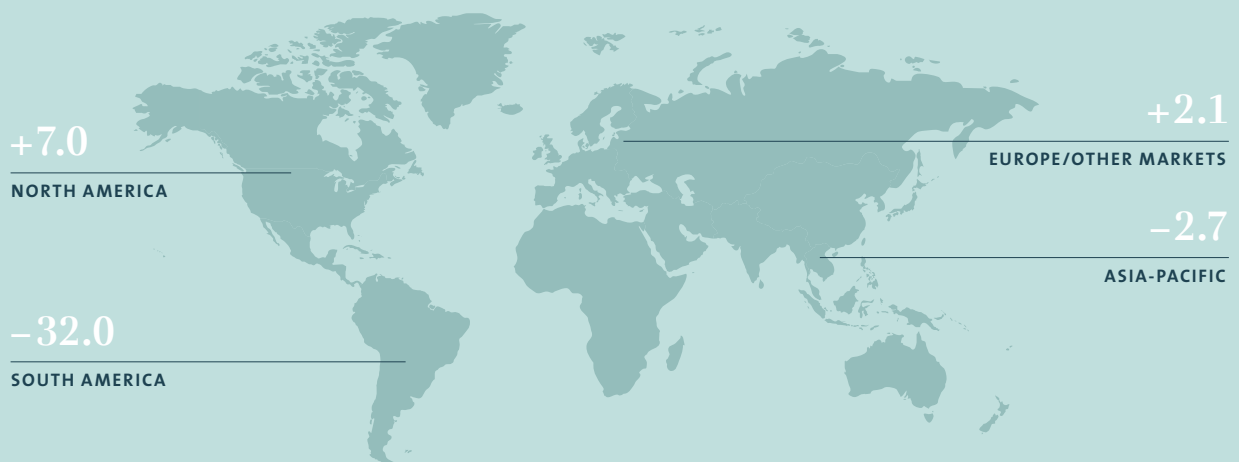 +7.0
NORTH AMERICA
−32.0
SOUTH AMERICA
+2.1
EUROPE/OTHER MARKETS
−2.7
ASIA-PACIFIC